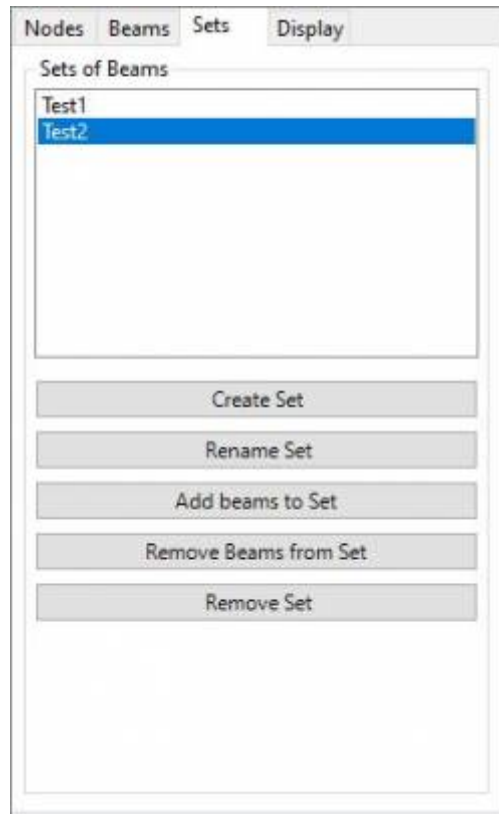 Nodes Beams Sets Display
Sets of Beams
Test1
Test2
Create Set
Rename Set
Add beams to Set
Remove Beams from Set
Remove Set